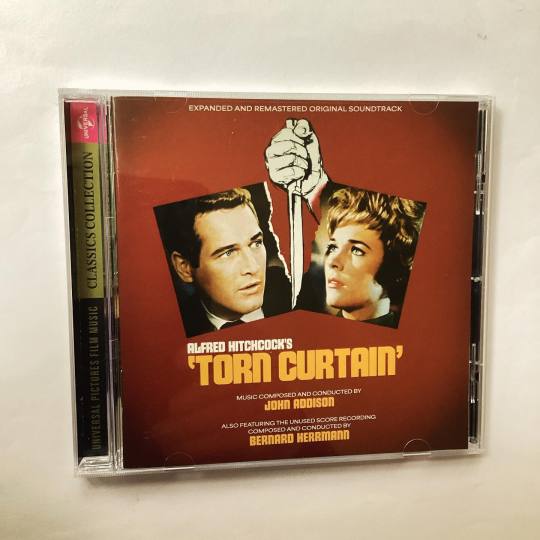 EXPANDED AND REMASTERED ORIGINAL SOUNDTRACK
ALFRED HITCHCOCK'S
'TORN CURTAIN'
MUSIC COMPOSED AND CONDUCTED BY
JOHN ADDISON
ALSO FEATURING THE UNUSED SCORE RECORDING
COMPOSED AND CONDUCTED BY
BERNARD HERRMANN
UNIVERSAL PICTURES FILM MUSIC
CLASSICS COLLECTION
UNIVERSAL